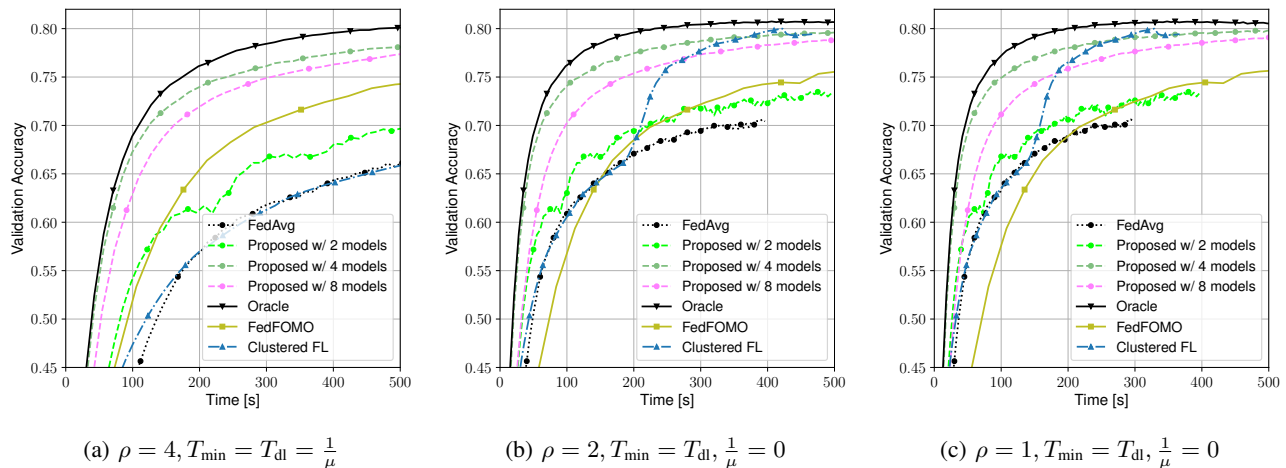 0.80
0.75
0.70
0.65
0.60
0.55
0.50
0.45
Validation Accuracy
0 100 200 300 400 500
Time [s]
FedAvg
Proposed w/ 2 models
Proposed w/ 4 models
Proposed w/ 8 models
Oracle
FedFOMO
Clustered FL
(a) ρ = 4, T_min = T_dl = 1/μ
0.80
0.75
0.70
0.65
0.60
0.55
0.50
0.45
Validation Accuracy
0 100 200 300 400 500
Time [s]
FedAvg
Proposed w/ 2 models
Proposed w/ 4 models
Proposed w/ 8 models
Oracle
FedFOMO
Clustered FL
(b) ρ = 2, T_min = T_dl, 1/μ = 0
0.80
0.75
0.70
0.65
0.60
0.55
0.50
0.45
Validation Accuracy
0 100 200 300 400 500
Time [s]
FedAvg
Proposed w/ 2 models
Proposed w/ 4 models
Proposed w/ 8 models
Oracle
FedFOMO
Clustered FL
(c) ρ = 1, T_min = T_dl, 1/μ = 0